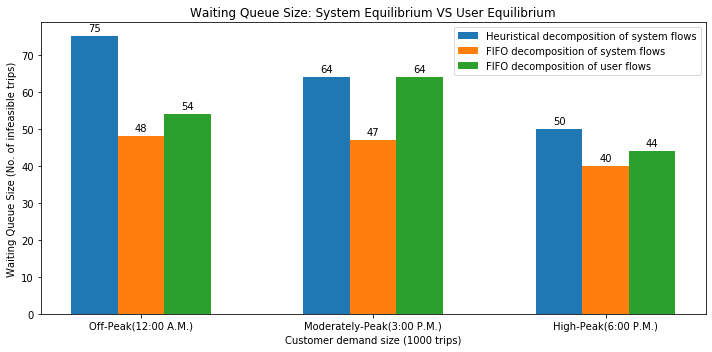 Waiting Queue Size: System Equilibrium VS User Equilibrium
Heuristical decomposition of system flows
FIFO decomposition of system flows
FIFO decomposition of user flows
Waiting Queue Size (No. of infeasible trips)
70
60
50
40
30
20
10
0
75
48
54
64
47
64
50
40
44
Off-Peak(12:00 A.M.)
Moderately-Peak(3:00 P.M.)
High-Peak(6:00 P.M.)
Customer demand size (1000 trips)